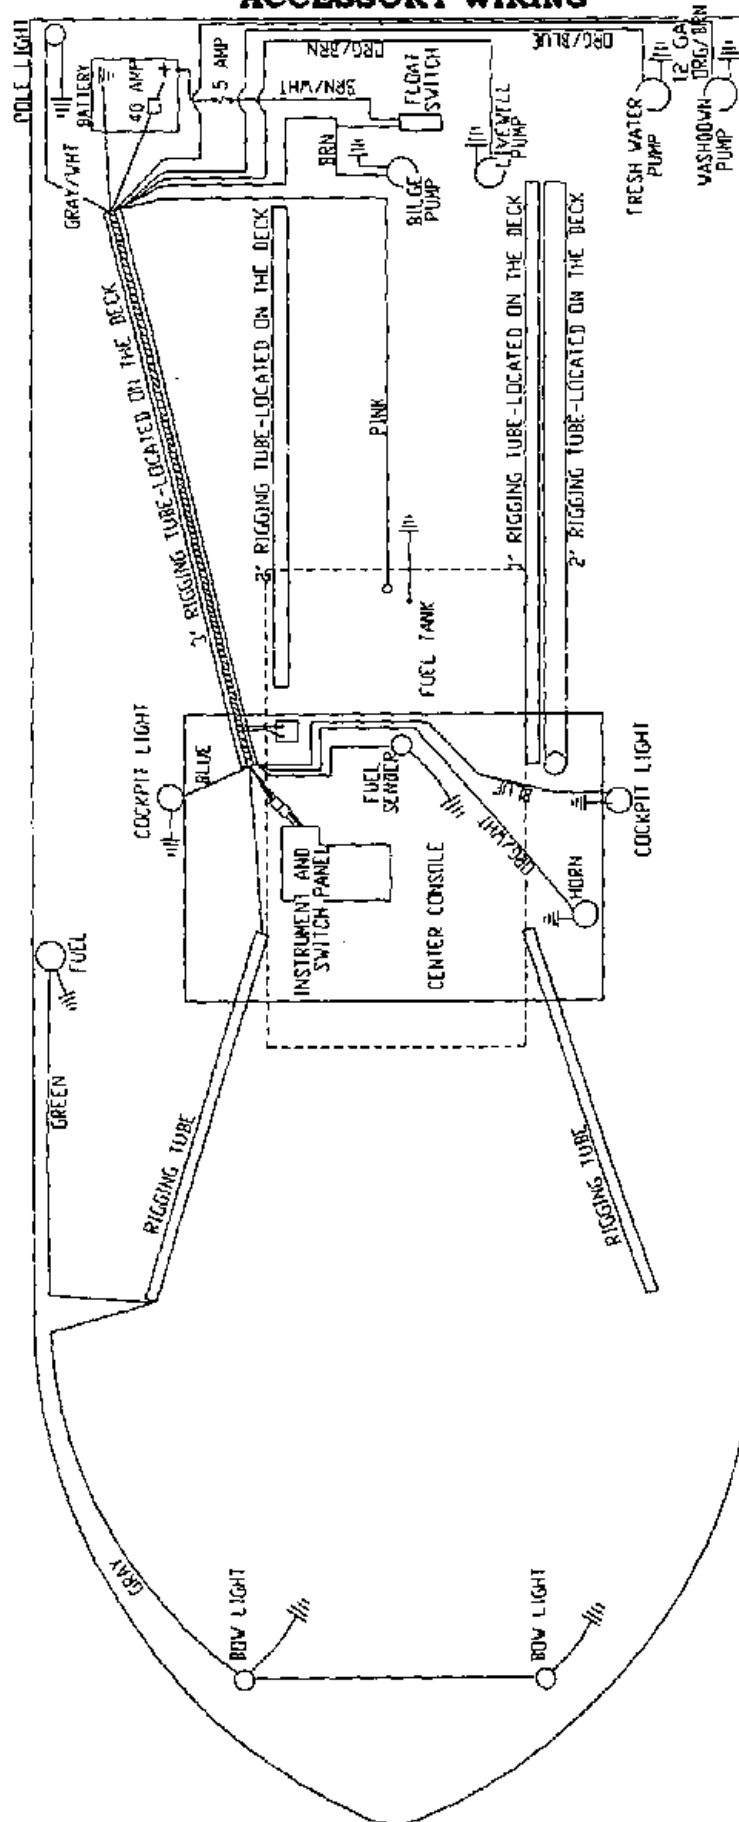 ACCESSORY WIRING
POLE LIGHT
GRAY/WHT
BATTERY
40 AMP
+
5 AMP
BRN/WHT
ORG/BRN
FLOAT
SWITCH
BRN
BILGE
PUMP
LIVEWELL
PUMP
ORG/BLUE
FRESH WATER
PUMP
12 GA
ORG/BRN
WASHDOWN
PUMP
3' RIGGING TUBE-LOCATED ON THE DECK
2' RIGGING TUBE-LOCATED ON THE DECK
PINK
RIGGING TUBE-LOCATED ON THE DECK
2' RIGGING TUBE-LOCATED ON THE DECK
FUEL TANK
COCKPIT LIGHT
BLUE
FUEL
SENDER
BLUE
ORG/WHT
COCKPIT LIGHT
HORN
INSTRUMENT AND
SWITCH PANEL
CENTER CONSOLE
FUEL
GREEN
RIGGING TUBE
RIGGING TUBE
GRAY
BOW LIGHT
BOW LIGHT